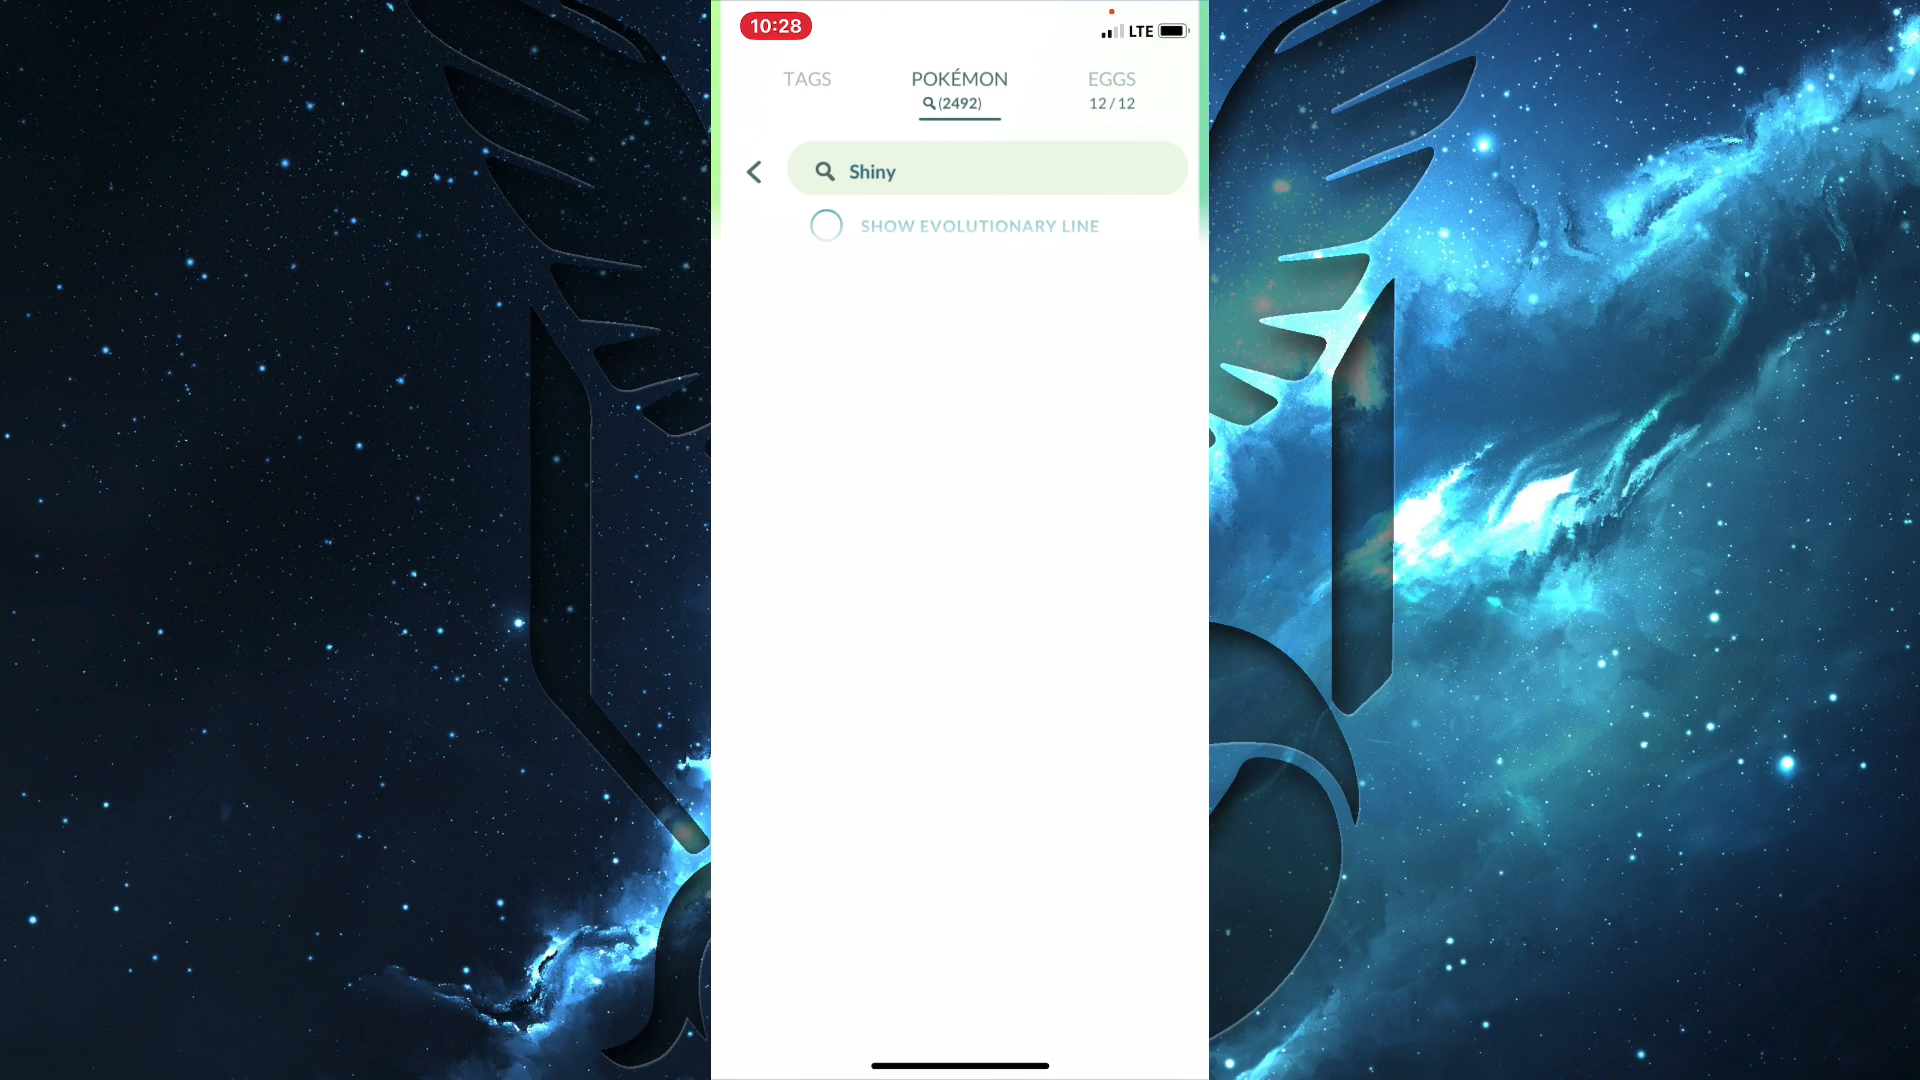 10:28
LTE
TAGS
POKÉMON
EGGS
(2492)
12 / 12
Shiny
SHOW EVOLUTIONARY LINE